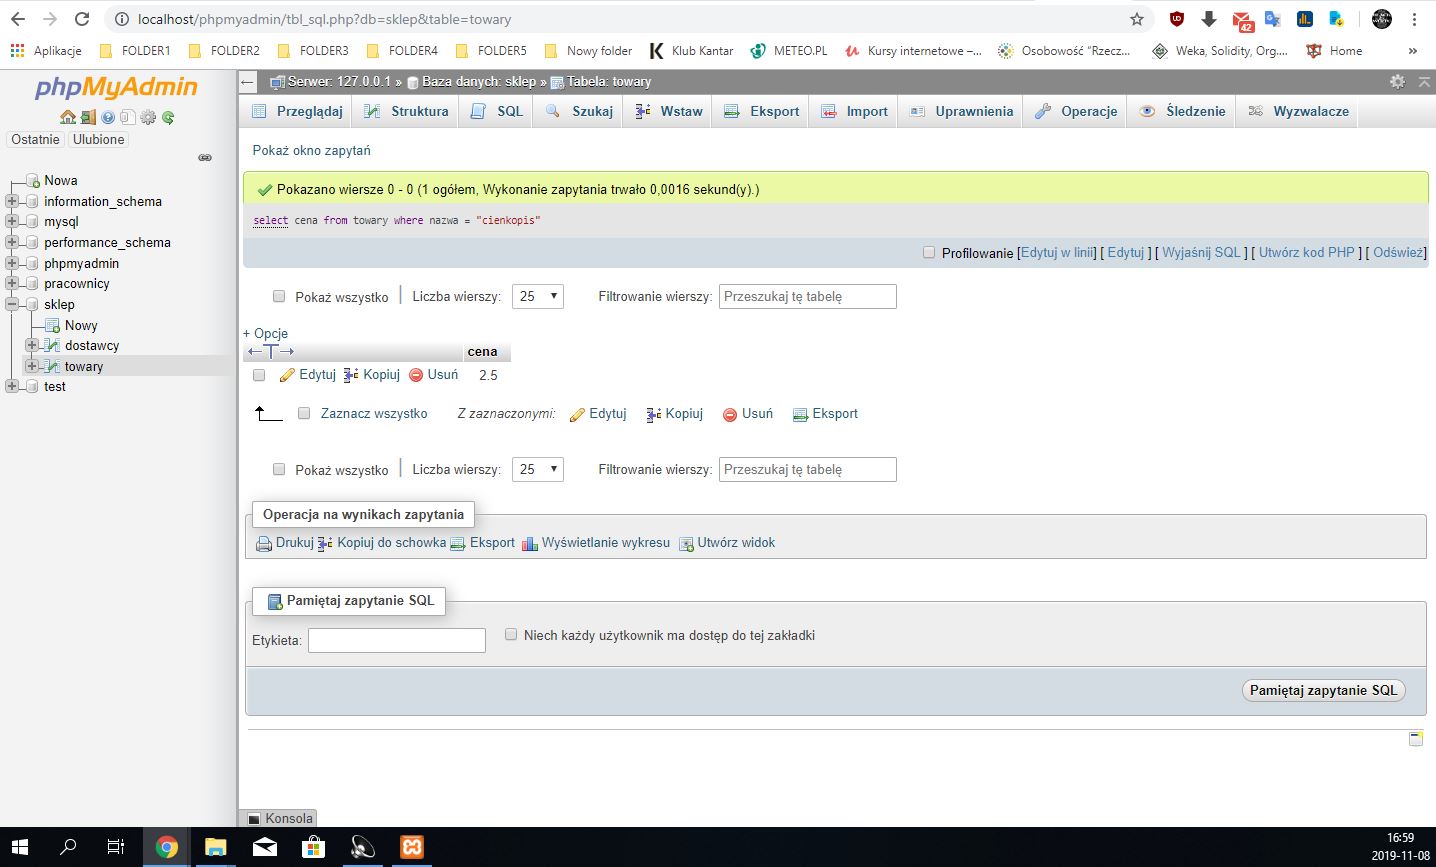 localhost/phpmyadmin/tbl_sql.php?db=sklep&table=towary
42
Aplikacje FOLDER1 FOLDER2 FOLDER3 FOLDER4 FOLDER5 Nowy folder Klub Kantar METEO.PL Kursy internetowe –... Osobowość "Rzecz... Weka, Solidity, Org.... Home »
phpMyAdmin
Ostatnie Ulubione
Nowa
information_schema
mysql
performance_schema
phpmyadmin
pracownicy
sklep
Nowy
dostawcy
towary
test
Serwer: 127.0.0.1 » Baza danych: sklep » Tabela: towary
Przeglądaj Struktura SQL Szukaj Wstaw Eksport Import Uprawnienia Operacje Śledzenie Wyzwalacze
Pokaż okno zapytań
Pokazano wiersze 0 - 0 (1 ogółem, Wykonanie zapytania trwało 0,0016 sekund(y).)
select cena from towary where nazwa = "cienkopis"
Profilowanie [Edytuj w linii] [ Edytuj ] [ Wyjaśnij SQL ] [ Utwórz kod PHP ] [ Odśwież]
Pokaż wszystko | Liczba wierszy: 25 Filtrowanie wierszy: Przeszukaj tę tabelę
+ Opcje
←T→ cena
Edytuj Kopiuj Usuń 2.5
Zaznacz wszystko Z zaznaczonymi: Edytuj Kopiuj Usuń Eksport
Pokaż wszystko | Liczba wierszy: 25 Filtrowanie wierszy: Przeszukaj tę tabelę
Operacja na wynikach zapytania
Drukuj Kopiuj do schowka Eksport Wyświetlanie wykresu Utwórz widok
Pamiętaj zapytanie SQL
Etykieta: Niech każdy użytkownik ma dostęp do tej zakładki
Pamiętaj zapytanie SQL
Konsola
16:59
2019-11-08